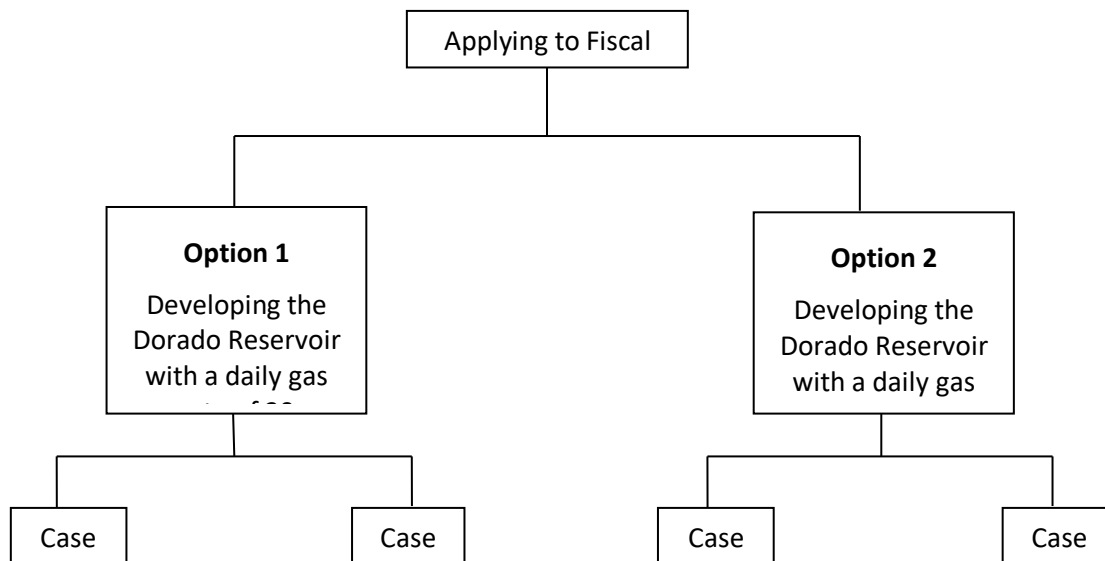 Applying to Fiscal
Option 1
Developing the
Dorado Reservoir
with a daily gas
Option 2
Developing the
Dorado Reservoir
with a daily gas
Case
Case
Case
Case